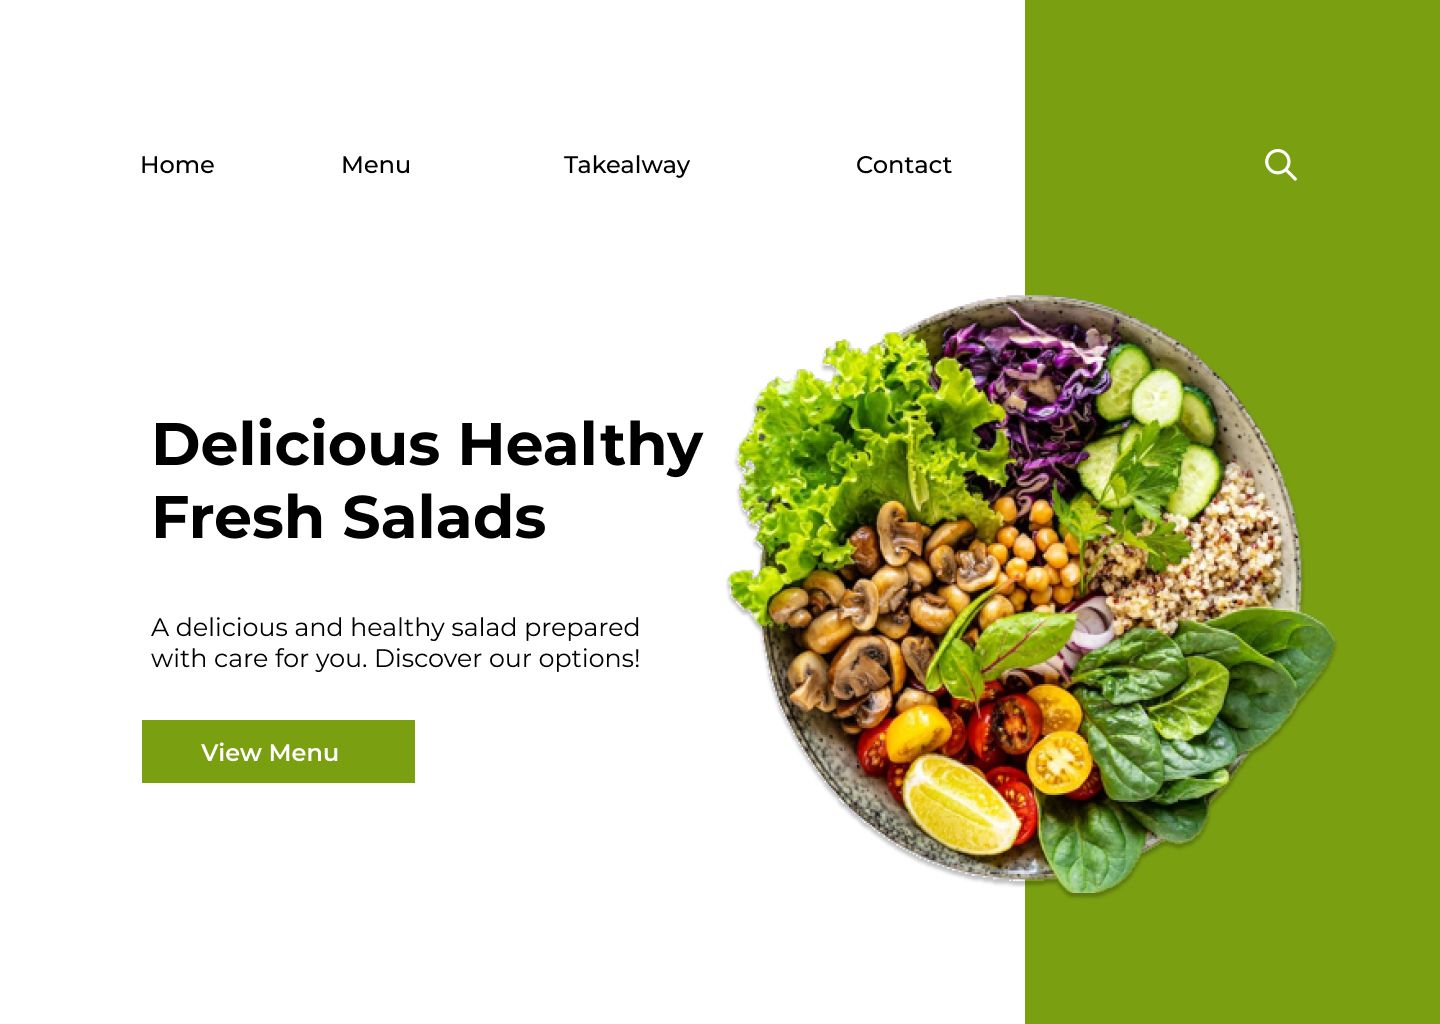 Home Menu Takealway Contact
Delicious Healthy
Fresh Salads
A delicious and healthy salad prepared
with care for you. Discover our options!
View Menu